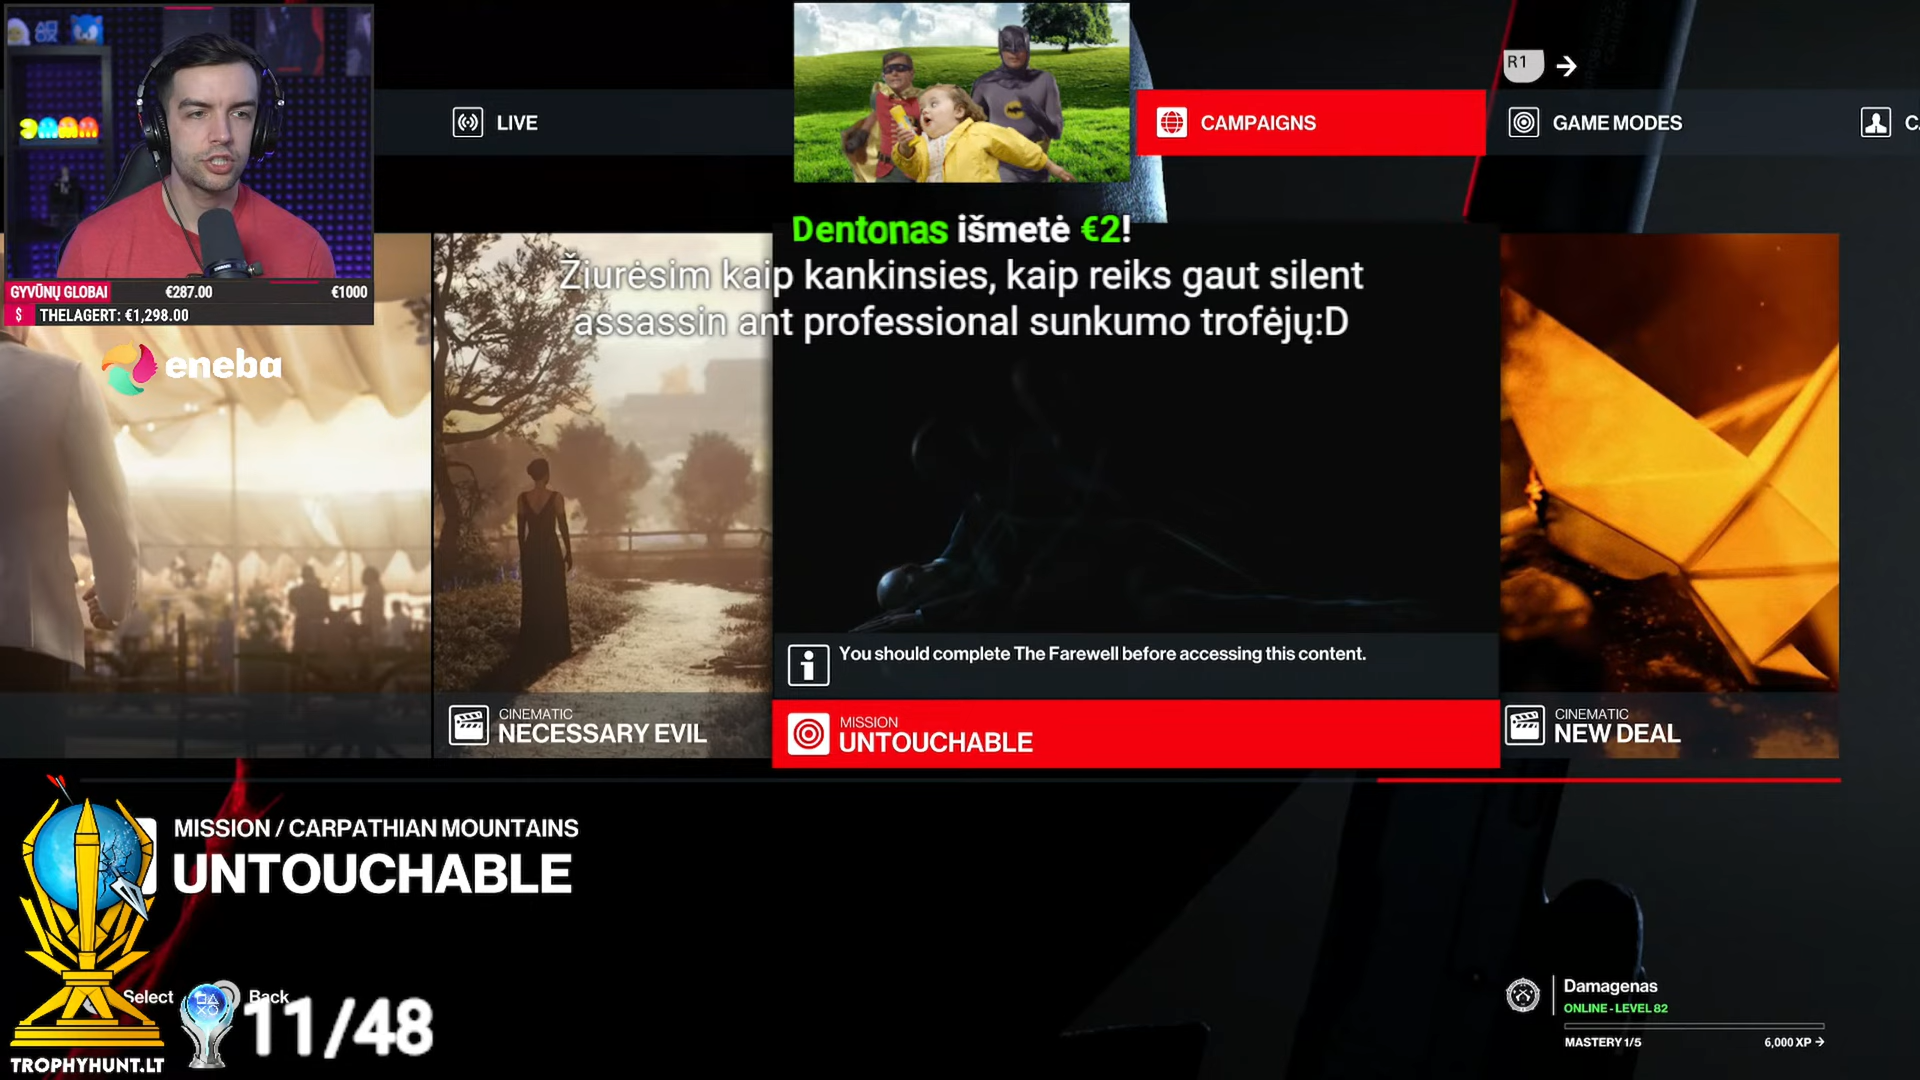 LIVE
CAMPAIGNS
R1
GAME MODES
Dentonas išmetė €2!
Žiurėsim kaip kankinsies, kaip reiks gaut silent
assassin ant professional sunkumo trofėjų:D
GYVŪNŲ GLOBAI €287.00 €1000
$ THELAGERT: €1,298.00
eneba
You should complete The Farewell before accessing this content.
CINEMATIC
NECESSARY EVIL
MISSION
UNTOUCHABLE
CINEMATIC
NEW DEAL
MISSION / CARPATHIAN MOUNTAINS
UNTOUCHABLE
Select
Back
11/48
TROPHYHUNT.LT
Damagenas
ONLINE - LEVEL 82
MASTERY 1/5 6,000 XP